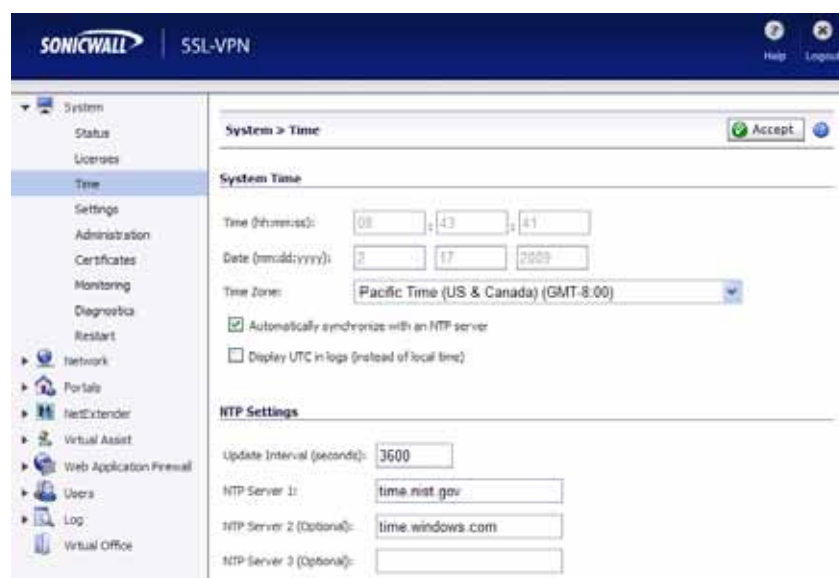 SONICWALL SSL-VPN
Help Logout
System
Status
Licenses
Time
Settings
Administration
Certificates
Monitoring
Diagnostics
Restart
Network
Portals
NetExtender
Virtual Assist
Web Application Firewall
Users
Log
Virtual Office
System > Time
Accept
System Time
Time (hh:mm:ss): 08 : 43 : 41
Date (mm:dd:yyyy): 2 17 2009
Time Zone: Pacific Time (US & Canada) (GMT-8:00)
Automatically synchronize with an NTP server
Display UTC in logs (instead of local time)
NTP Settings
Update Interval (seconds): 3600
NTP Server 1: time.nist.gov
NTP Server 2 (Optional): time.windows.com
NTP Server 3 (Optional):